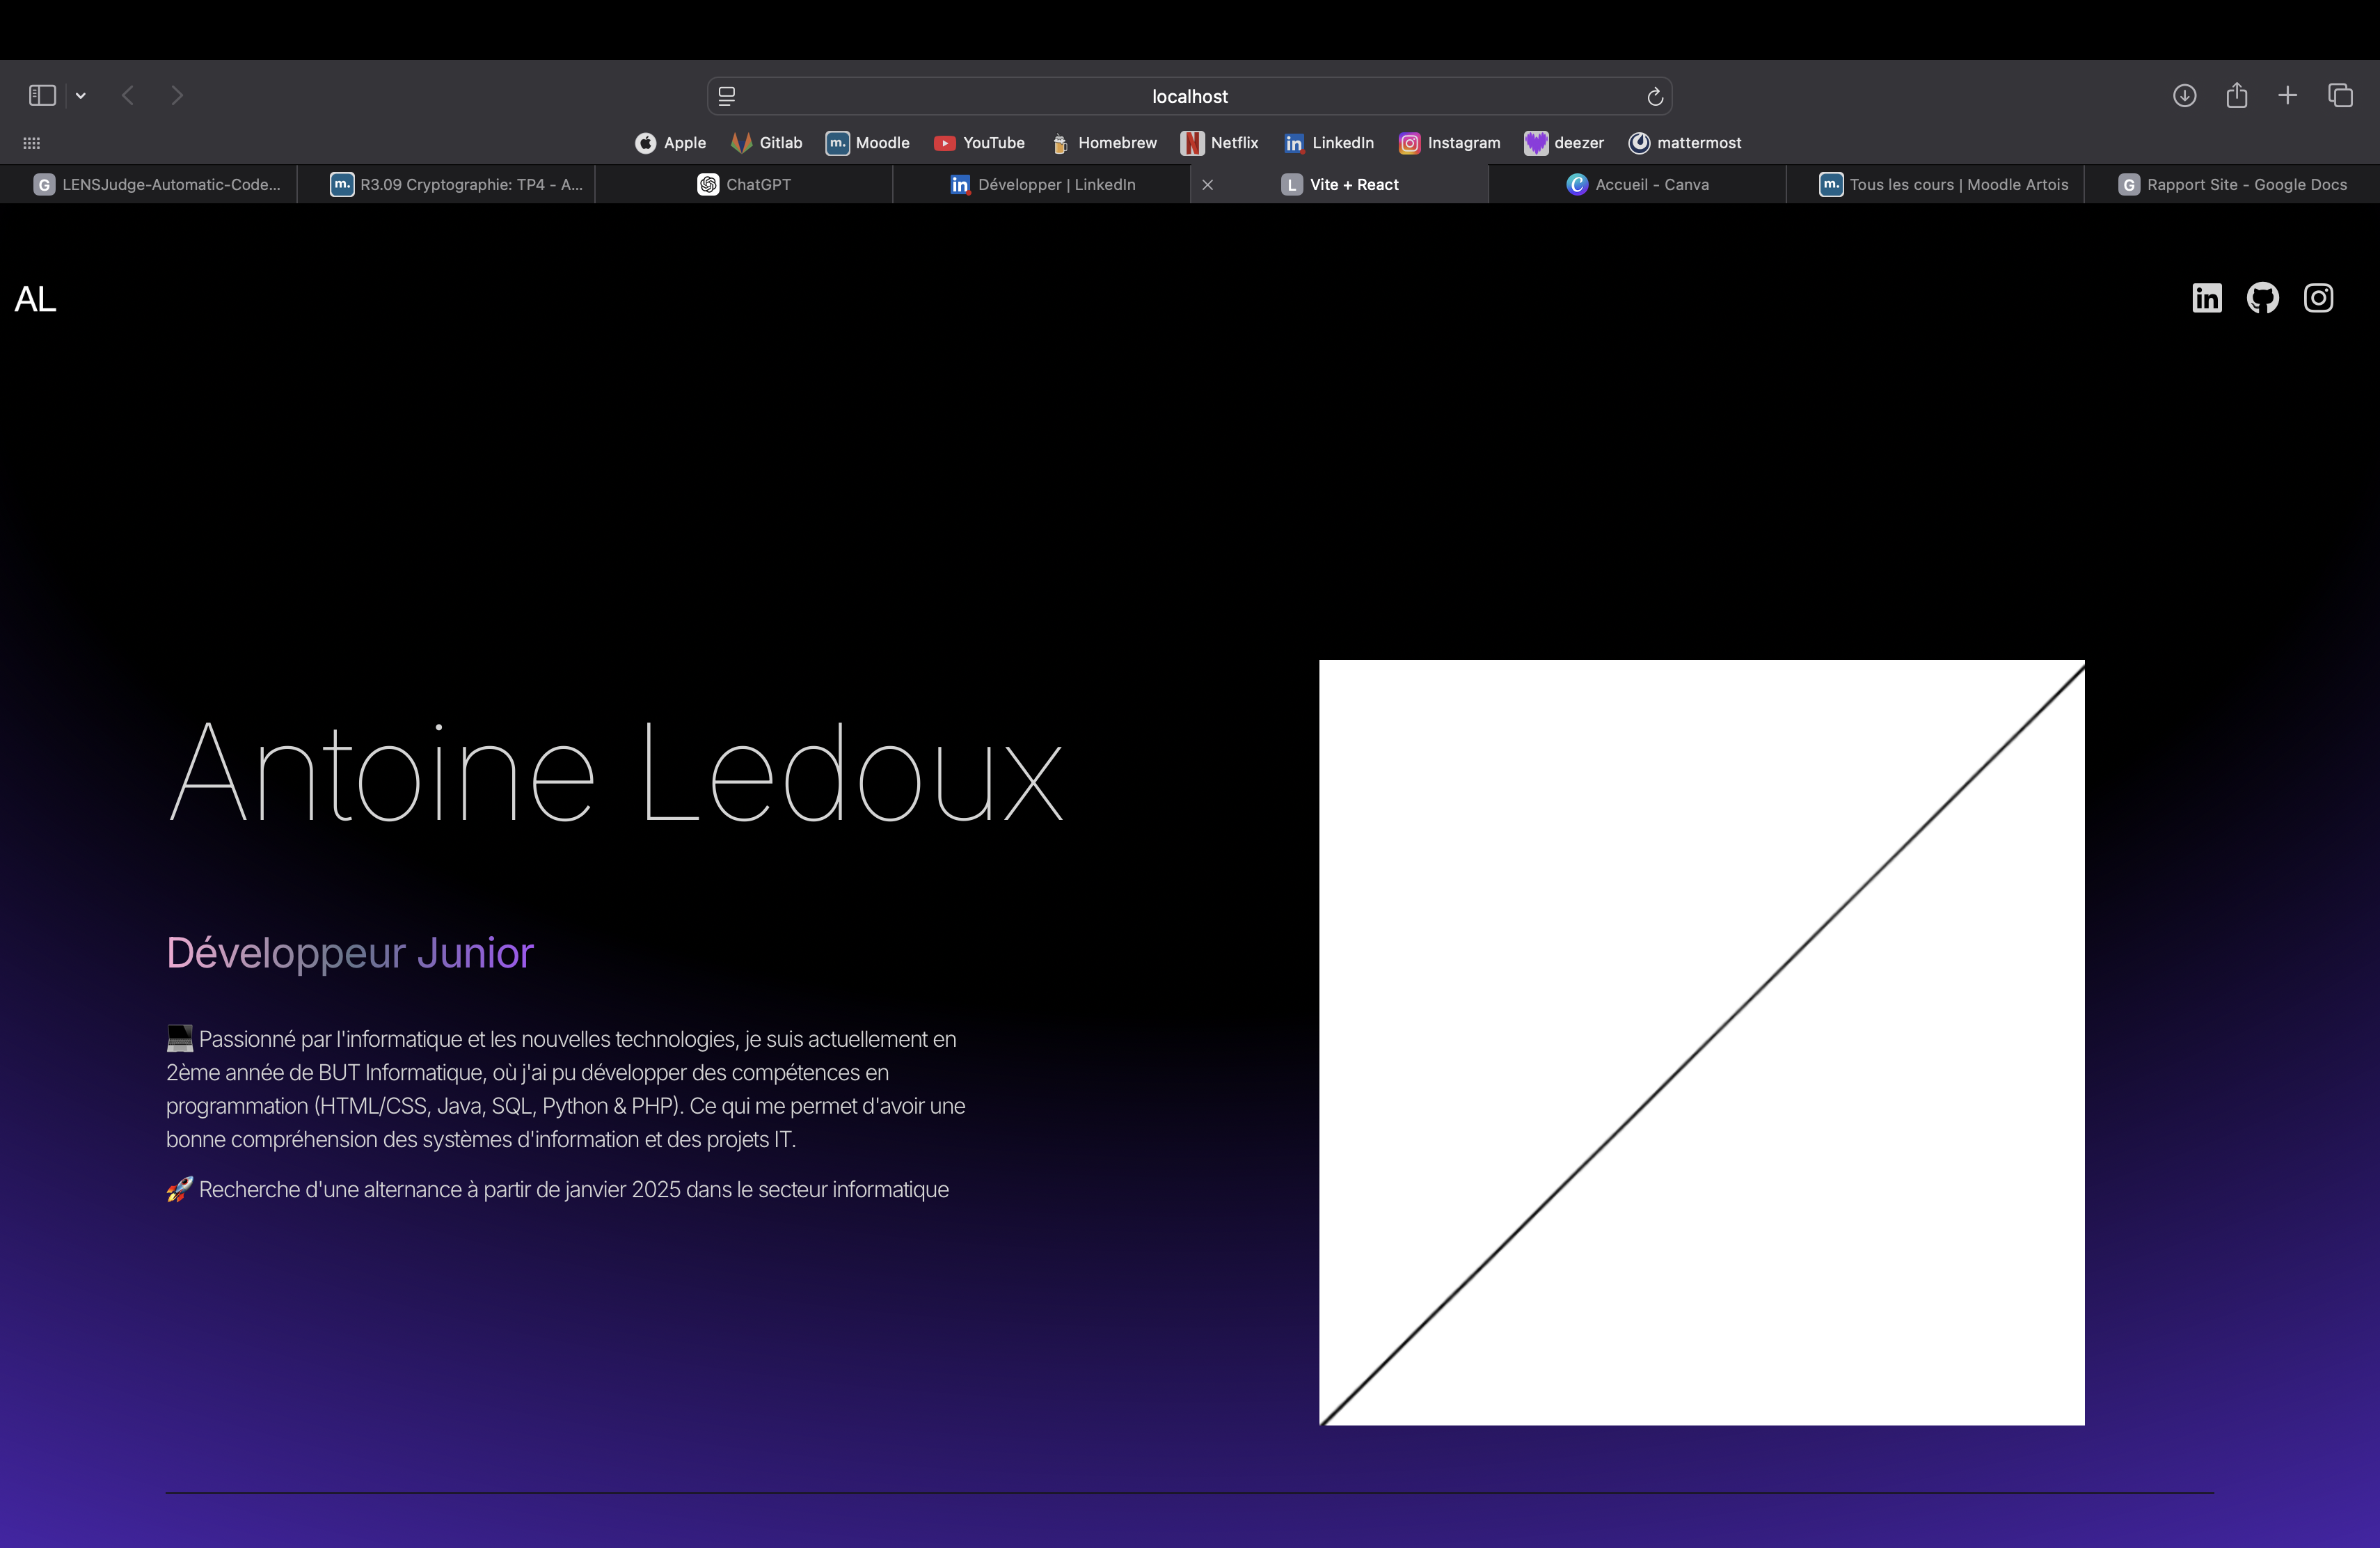 localhost
Apple Gitlab m. Moodle YouTube Homebrew N Netflix in LinkedIn Instagram deezer mattermost
G LENSJudge-Automatic-Code... m. R3.09 Cryptographie: TP4 - A... ChatGPT in Développer | LinkedIn L Vite + React C Accueil - Canva m. Tous les cours | Moodle Artois G Rapport Site - Google Docs
AL in
Antoine Ledoux
Développeur Junior
💻 Passionné par l'informatique et les nouvelles technologies, je suis actuellement en
2ème année de BUT Informatique, où j'ai pu développer des compétences en
programmation (HTML/CSS, Java, SQL, Python & PHP). Ce qui me permet d'avoir une
bonne compréhension des systèmes d'information et des projets IT.
🚀 Recherche d'une alternance à partir de janvier 2025 dans le secteur informatique